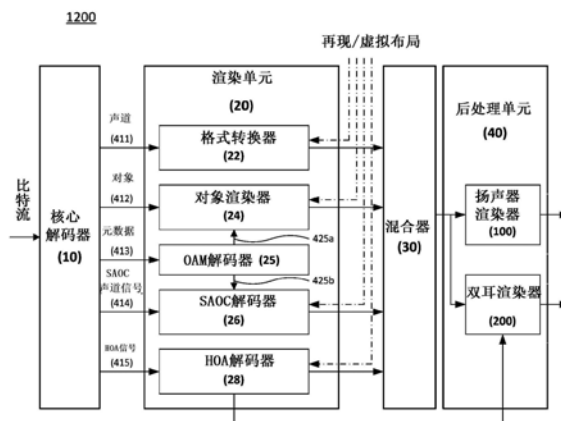 1200
再现/虚拟布局
比特流
核心
解码器
(10)
声道
(411)
对象
(412)
元数据
(413)
SAOC
声道信号
(414)
HOA信号
(415)
渲染单元
(20)
格式转换器
(22)
对象渲染器
(24)
425a
OAM解码器 (25)
425b
SAOC解码器
(26)
HOA解码器
(28)
混合器
(30)
后处理单元
(40)
扬声器
渲染器
(100)
双耳渲染器
(200)